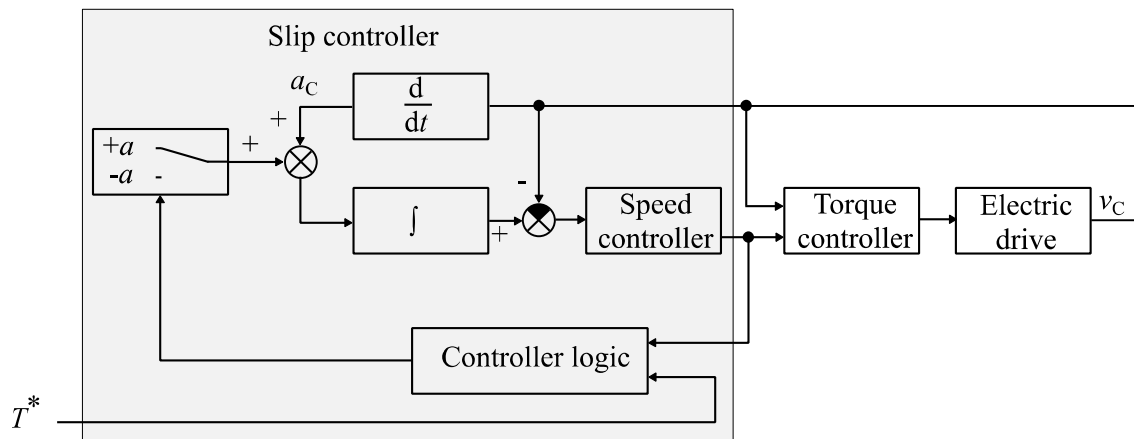 Slip controller
a_C
d
dt
+
+a
-a -
+
∫
+
-
Speed
controller
Torque
controller
Electric
drive
v_C
Controller logic
T*